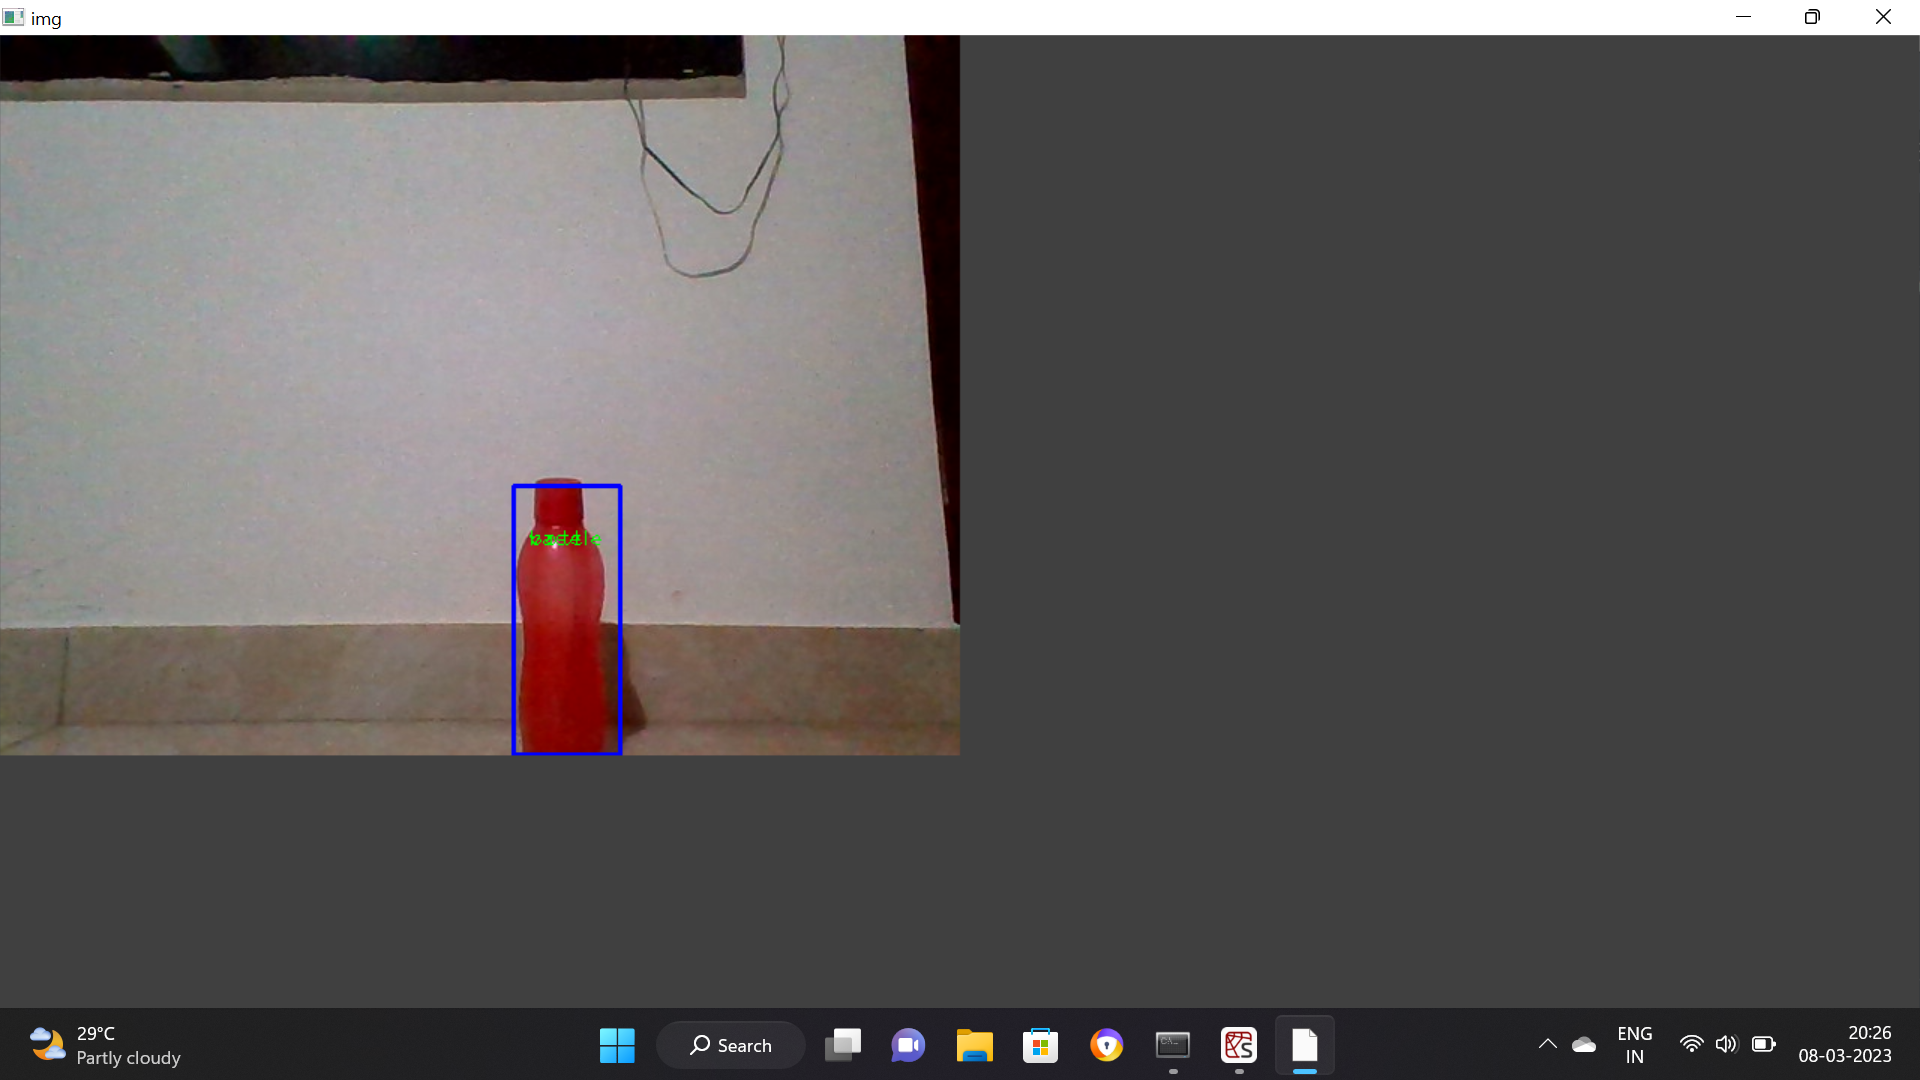 img
29°C
Partly cloudy
Search
ENG
IN
20:26
08-03-2023